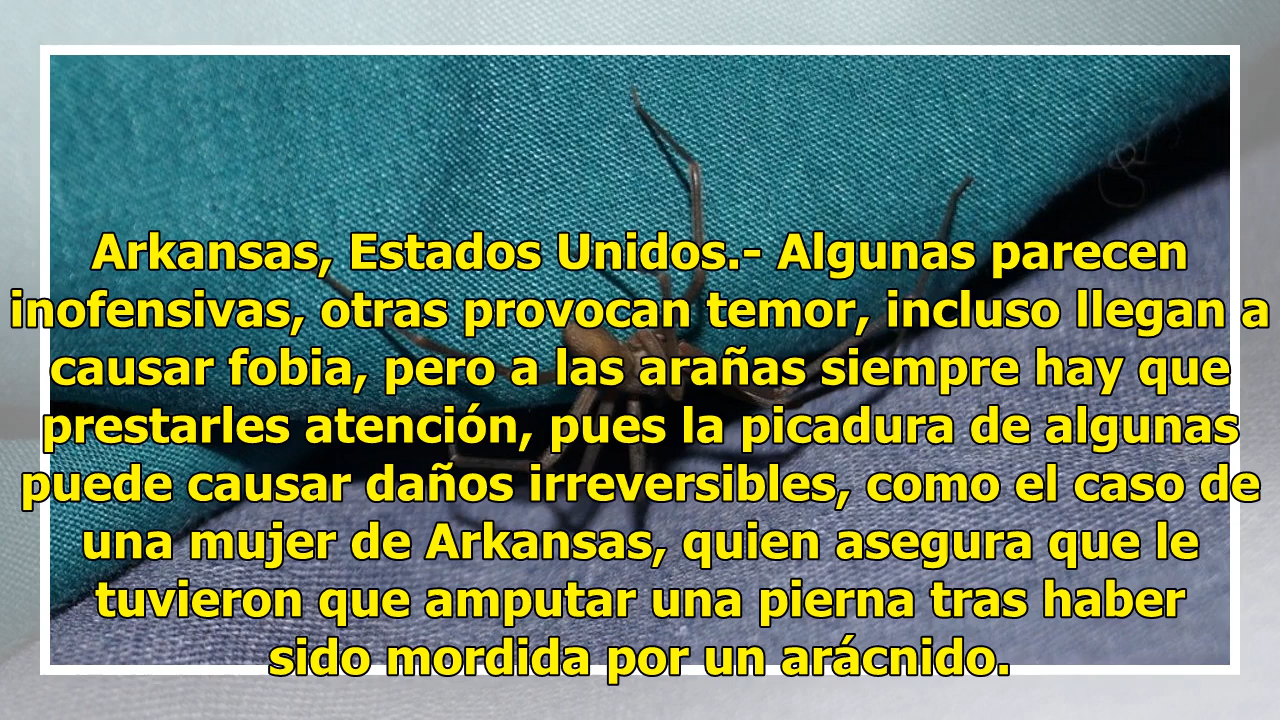 Arkansas, Estados Unidos.- Algunas parecen
inofensivas, otras provocan temor, incluso llegan a
causar fobia, pero a las arañas siempre hay que
prestarles atención, pues la picadura de algunas
puede causar daños irreversibles, como el caso de
una mujer de Arkansas, quien asegura que le
tuvieron que amputar una pierna tras haber
sido mordida por un arácnido.